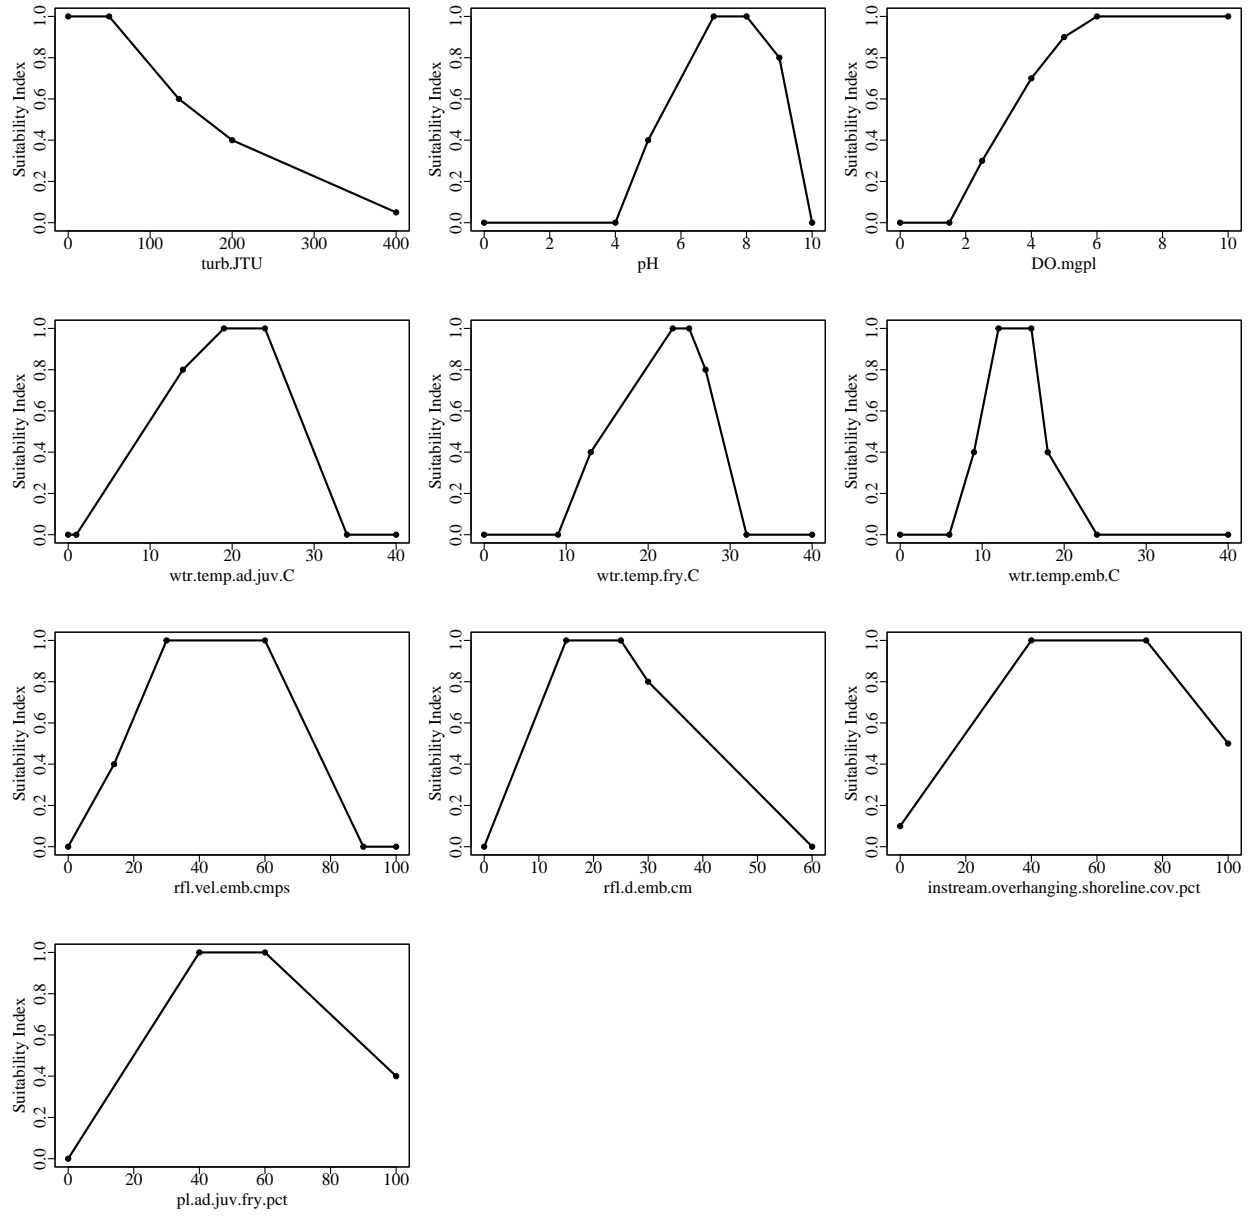 Suitability Index
0.0 0.2 0.4 0.6 0.8 1.0
0 100 200 300 400
turb.JTU
Suitability Index
0.0 0.2 0.4 0.6 0.8 1.0
0 2 4 6 8 10
pH
Suitability Index
0.0 0.2 0.4 0.6 0.8 1.0
0 2 4 6 8 10
DO.mgpl
Suitability Index
0.0 0.2 0.4 0.6 0.8 1.0
0 10 20 30 40
wtr.temp.ad.juv.C
Suitability Index
0.0 0.2 0.4 0.6 0.8 1.0
0 10 20 30 40
wtr.temp.fry.C
Suitability Index
0.0 0.2 0.4 0.6 0.8 1.0
0 10 20 30 40
wtr.temp.emb.C
Suitability Index
0.0 0.2 0.4 0.6 0.8 1.0
0 20 40 60 80 100
rfl.vel.emb.cmps
Suitability Index
0.0 0.2 0.4 0.6 0.8 1.0
0 10 20 30 40 50 60
rfl.d.emb.cm
Suitability Index
0.0 0.2 0.4 0.6 0.8 1.0
0 20 40 60 80 100
instream.overhanging.shoreline.cov.pct
Suitability Index
0.0 0.2 0.4 0.6 0.8 1.0
0 20 40 60 80 100
pl.ad.juv.fry.pct